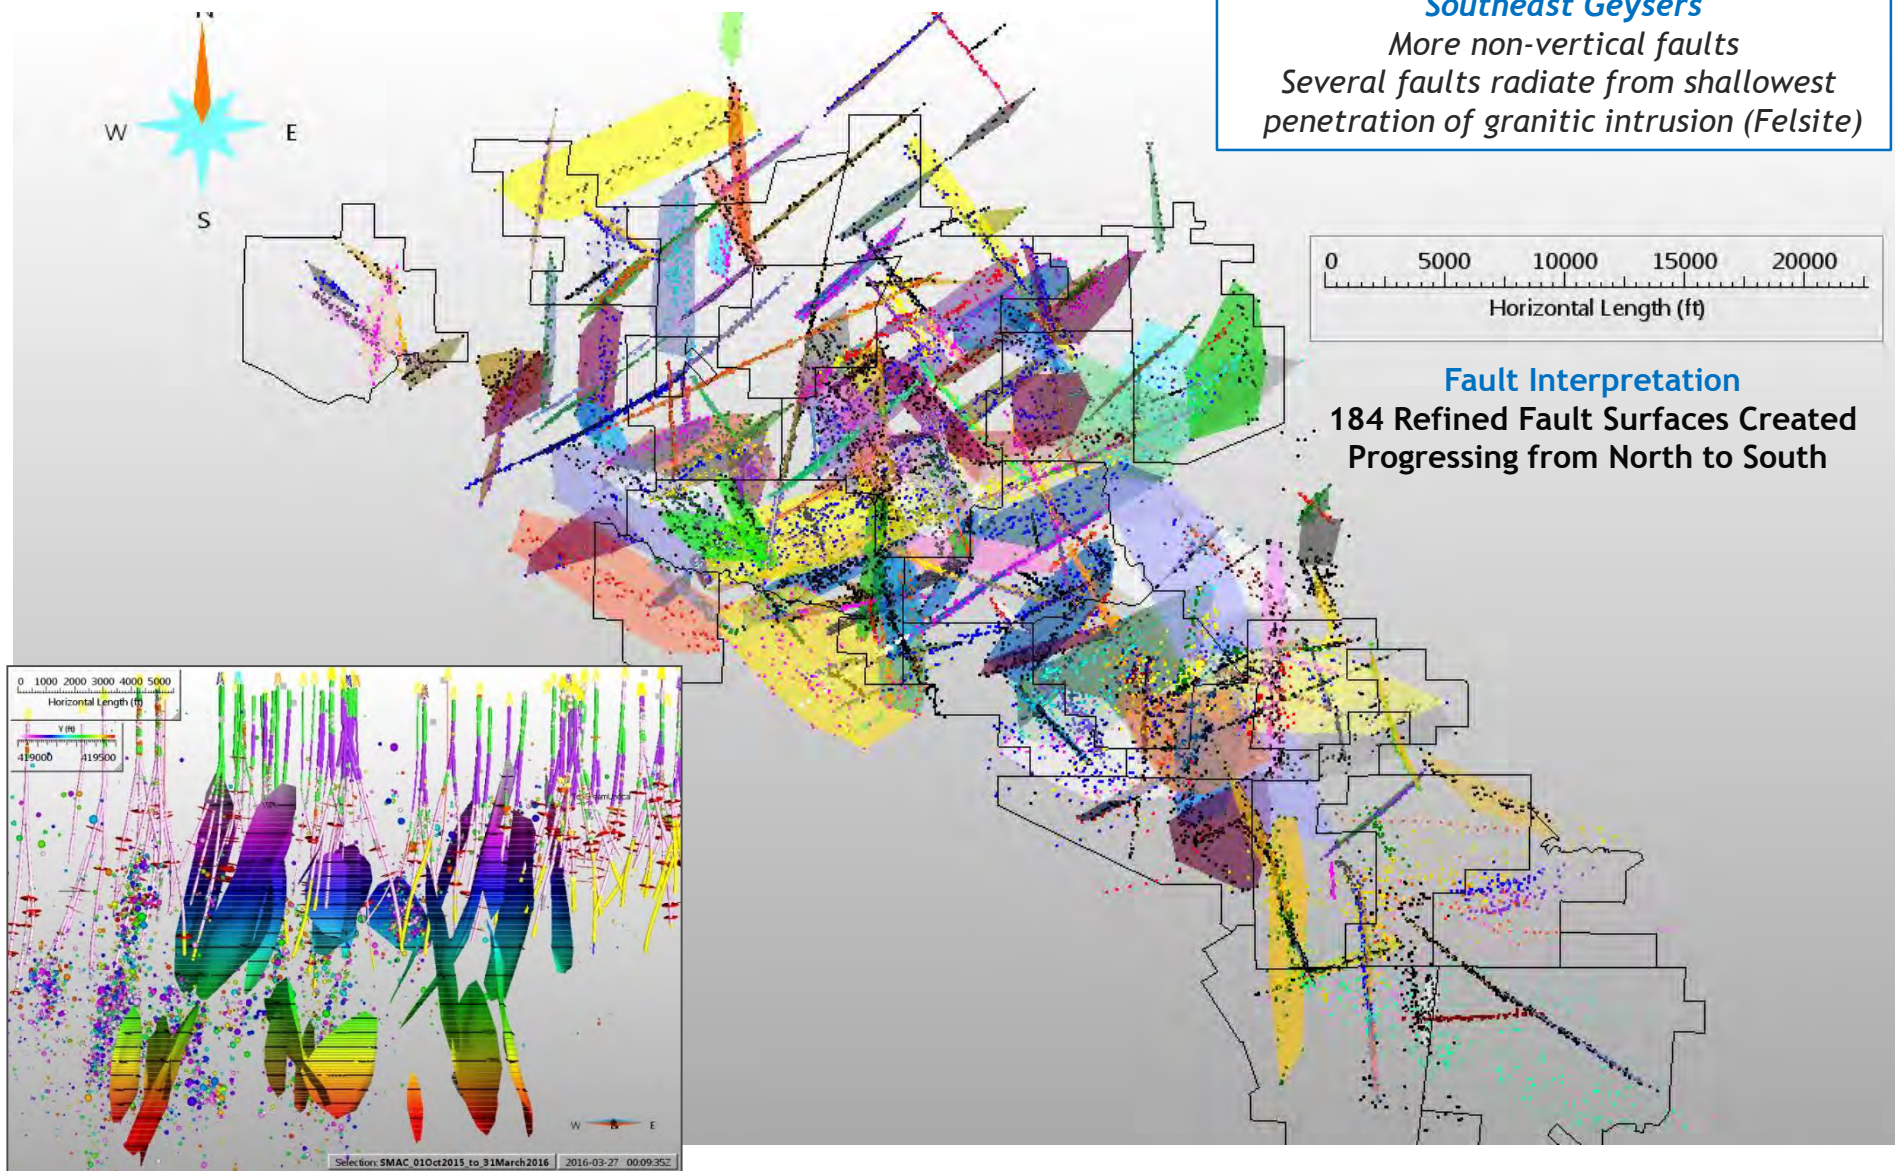 N
W
E
S
Southeast Geysers
More non-vertical faults
Several faults radiate from shallowest
penetration of granitic intrusion (Felsite)
0 5000 10000 15000 20000
Horizontal Length (ft)
Fault Interpretation
184 Refined Fault Surfaces Created
Progressing from North to South
0 1000 2000 3000 4000 5000
Horizontal Length (ft)
Y (ft)
419000 419500
W E
Selection: SMAC_01Oct2015_to_31March2016 2016-03-27 00:09:35Z